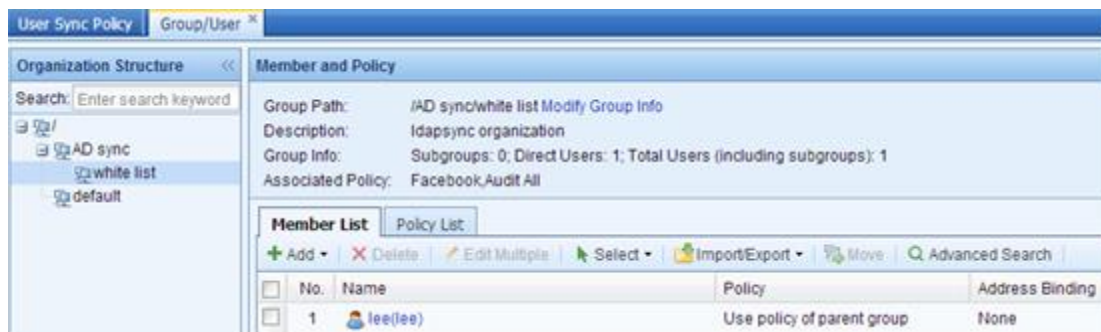 User Sync Policy Group/User ×
Organization Structure «
Search: Enter search keyword
/
AD sync
white list
default
Member and Policy
Group Path: /AD sync/white list Modify Group Info
Description: ldapsync organization
Group Info: Subgroups: 0; Direct Users: 1; Total Users (including subgroups): 1
Associated Policy: Facebook,Audit All
Member List Policy List
Add Delete Edit Multiple Select Import/Export Move Advanced Search
No. Name Policy Address Binding
1 lee(lee) Use policy of parent group None